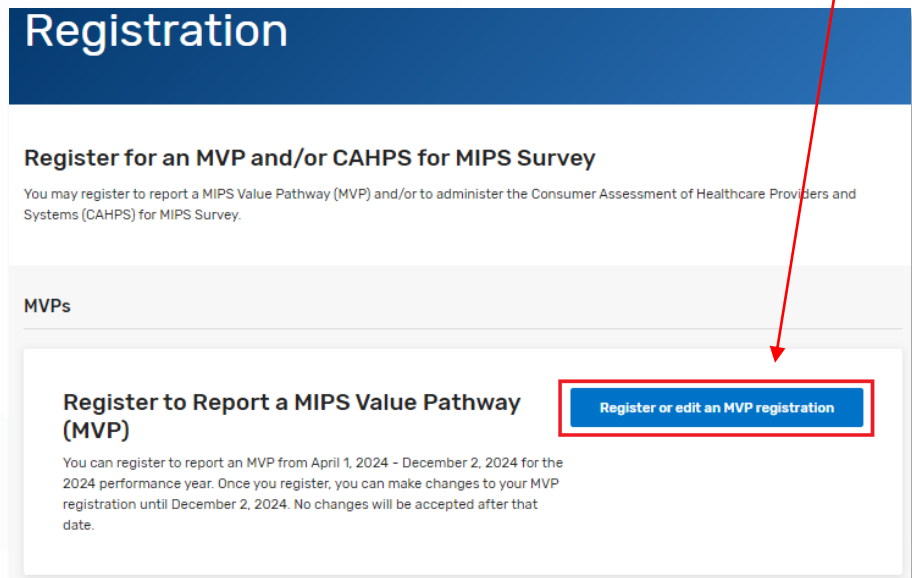 Registration
Register for an MVP and/or CAHPS for MIPS Survey
You may register to report a MIPS Value Pathway (MVP) and/or to administer the Consumer Assessment of Healthcare Providers and
Systems (CAHPS) for MIPS Survey.
MVPs
Register to Report a MIPS Value Pathway
(MVP)
Register or edit an MVP registration
You can register to report an MVP from April 1, 2024 - December 2, 2024 for the
2024 performance year. Once you register, you can make changes to your MVP
registration until December 2, 2024. No changes will be accepted after that
date.